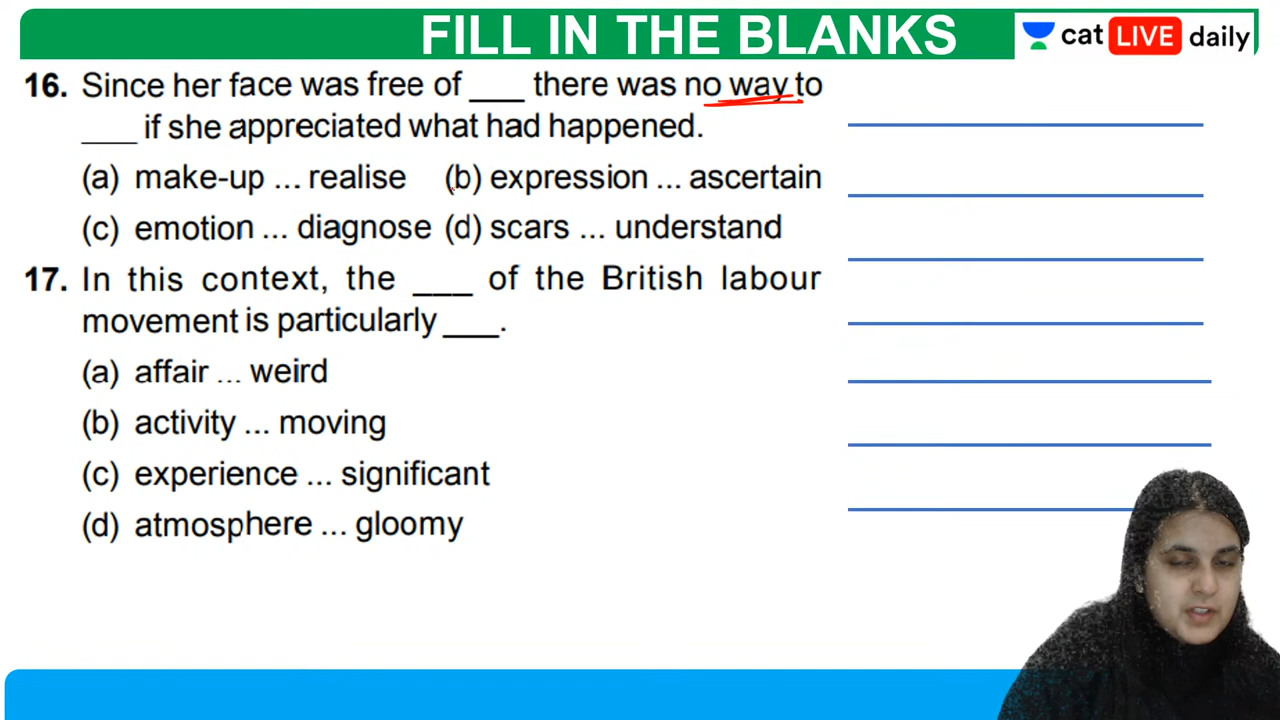 FILL IN THE BLANKS
cat LIVE daily
16. Since her face was free of ___ there was no way to
___ if she appreciated what had happened.
(a) make-up ... realise (b) expression ... ascertain
(c) emotion ... diagnose (d) scars ... understand
17. In this context, the ___ of the British labour
movement is particularly ___.
(a) affair ... weird
(b) activity ... moving
(c) experience ... significant
(d) atmosphere ... gloomy